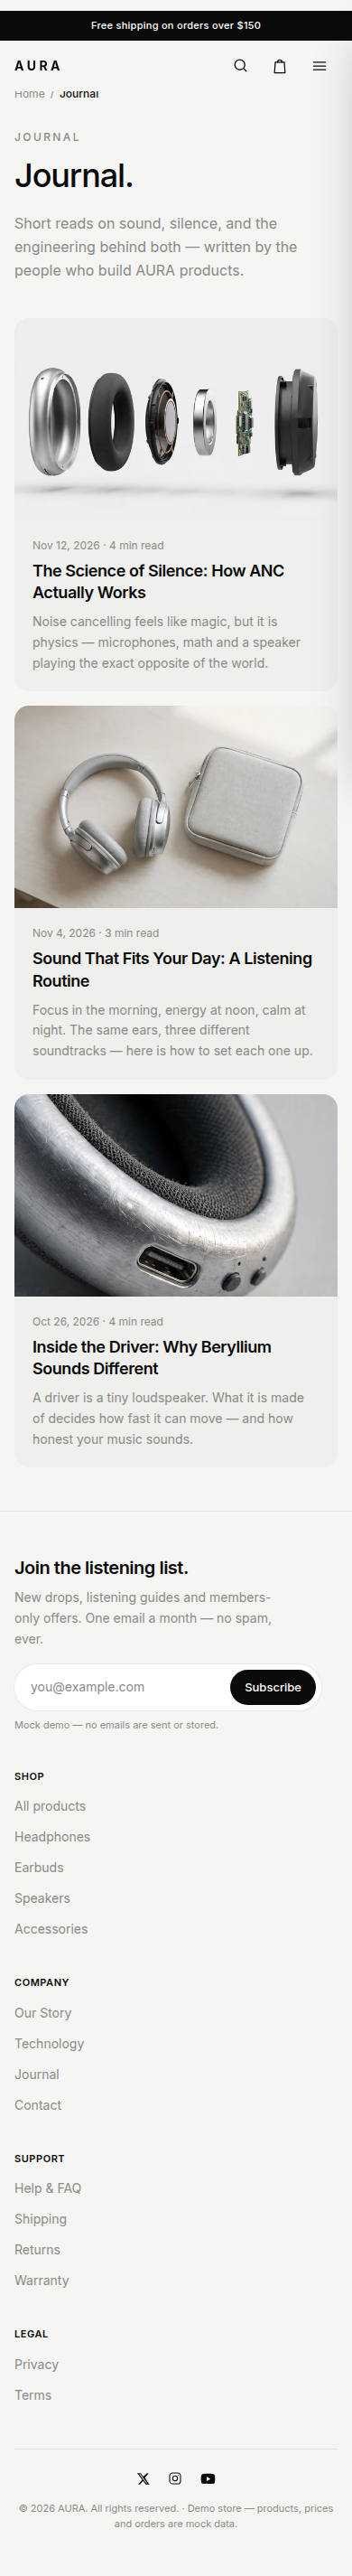 Free shipping on orders over $150
AURA
Home / Journal
JOURNAL
Journal.
Short reads on sound, silence, and the
engineering behind both — written by the
people who build AURA products.
Nov 12, 2026 · 4 min read
The Science of Silence: How ANC
Actually Works
Noise cancelling feels like magic, but it is
physics — microphones, math and a speaker
playing the exact opposite of the world.
Nov 4, 2026 · 3 min read
Sound That Fits Your Day: A Listening
Routine
Focus in the morning, energy at noon, calm at
night. The same ears, three different
soundtracks — here is how to set each one up.
Oct 26, 2026 · 4 min read
Inside the Driver: Why Beryllium
Sounds Different
A driver is a tiny loudspeaker. What it is made
of decides how fast it can move — and how
honest your music sounds.
Join the listening list.
New drops, listening guides and members-
only offers. One email a month — no spam,
ever.
you@example.com
Subscribe
Mock demo — no emails are sent or stored.
SHOP
All products
Headphones
Earbuds
Speakers
Accessories
COMPANY
Our Story
Technology
Journal
Contact
SUPPORT
Help & FAQ
Shipping
Returns
Warranty
LEGAL
Privacy
Terms
© 2026 AURA. All rights reserved. · Demo store — products, prices
and orders are mock data.